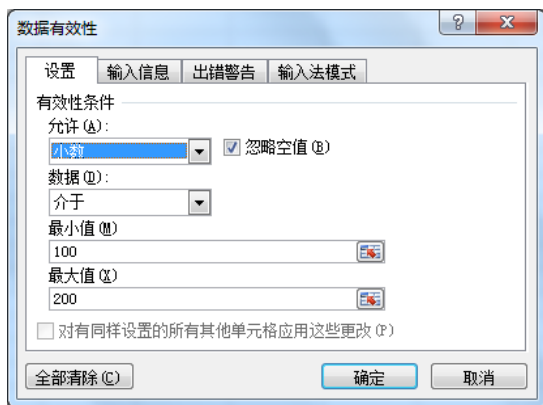 数据有效性
设置 输入信息 出错警告 输入法模式
有效性条件
允许(A):
小数 忽略空值(B)
数据(D):
介于
最小值(M)
100
最大值(X)
200
对有同样设置的所有其他单元格应用这些更改(P)
全部清除(C) 确定 取消